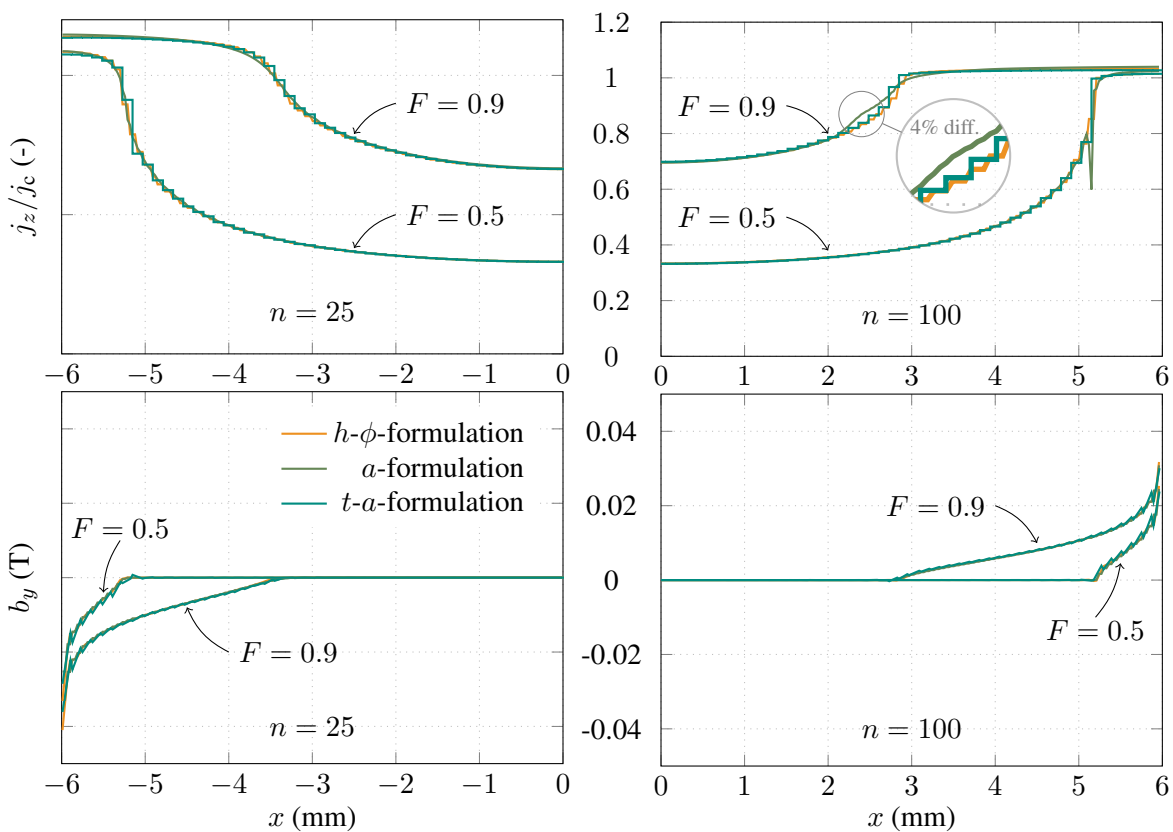 j_z/j_c (-)
F = 0.9
F = 0.5
n = 25
−6 −5 −4 −3 −2 −1 0
1.2
1
0.8
0.6
0.4
0.2
0
F = 0.9
4% diff.
F = 0.5
n = 100
0 1 2 3 4 5 6
b_y (T)
h-ϕ-formulation
a-formulation
t-a-formulation
F = 0.5
F = 0.9
n = 25
−6 −5 −4 −3 −2 −1 0
x (mm)
0.04
0.02
0
-0.02
-0.04
F = 0.9
F = 0.5
n = 100
0 1 2 3 4 5 6
x (mm)